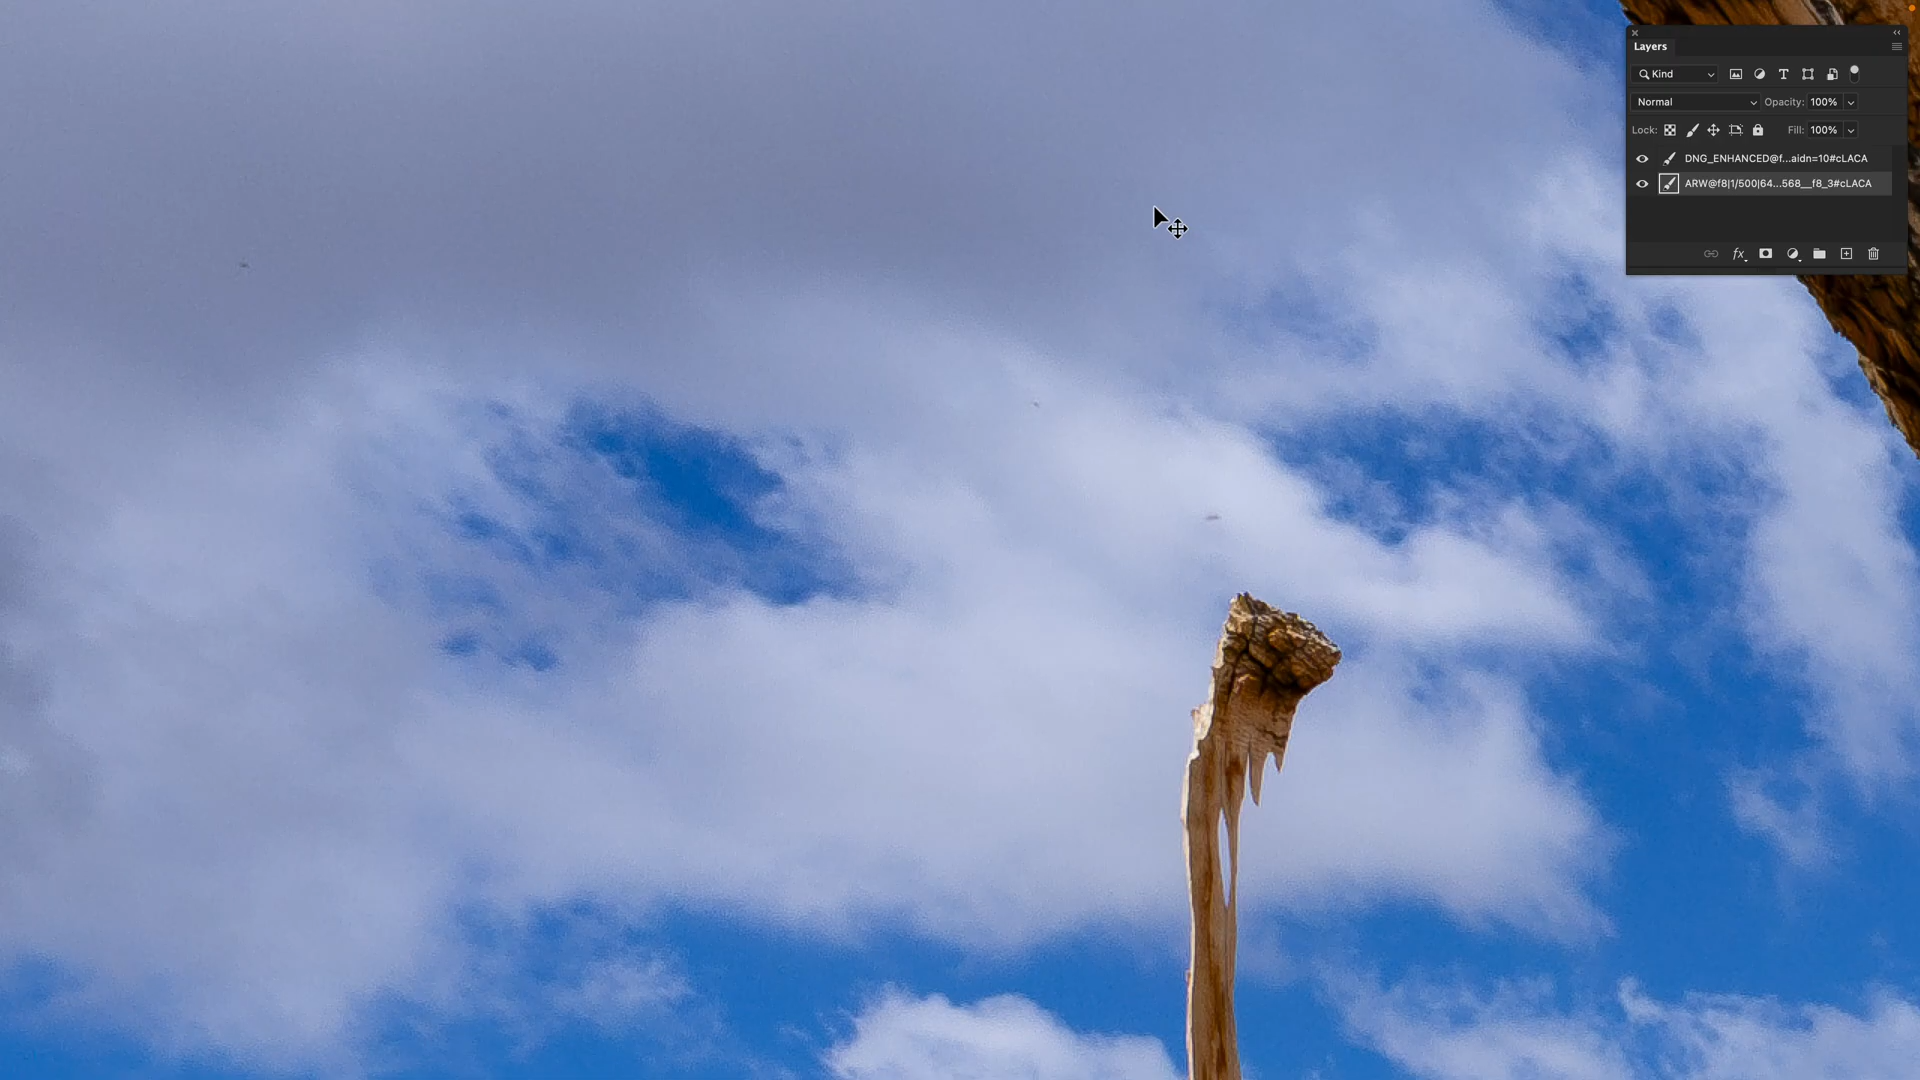 Layers
Kind
Normal
Opacity: 100%
Lock:
Fill: 100%
DNG_ENHANCED@f...aidn=10#cLACA
ARW@f8|1/500|64...568__f8_3#cLACA
fx